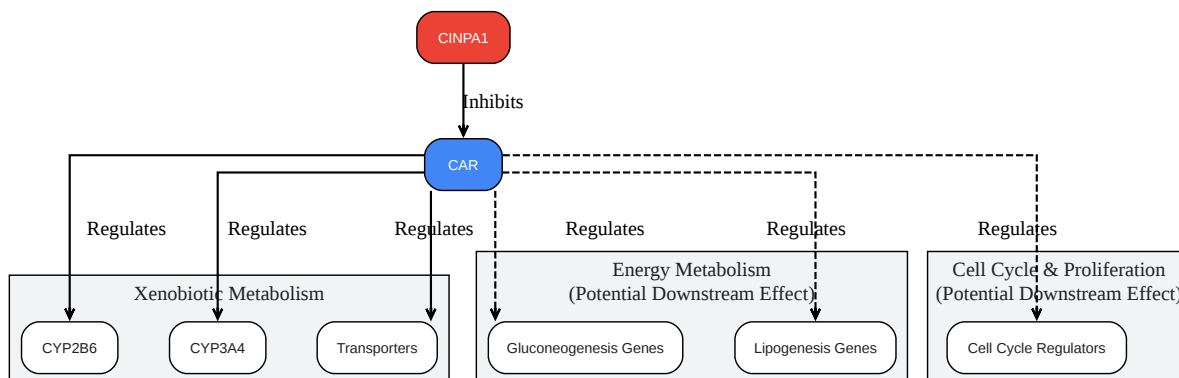 CINPA1
Inhibits
CAR
Regulates
Regulates
Regulates
Regulates
Regulates
Regulates
Xenobiotic Metabolism
Energy Metabolism
(Potential Downstream Effect)
Cell Cycle & Proliferation
(Potential Downstream Effect)
CYP2B6
CYP3A4
Transporters
Gluconeogenesis Genes
Lipogenesis Genes
Cell Cycle Regulators